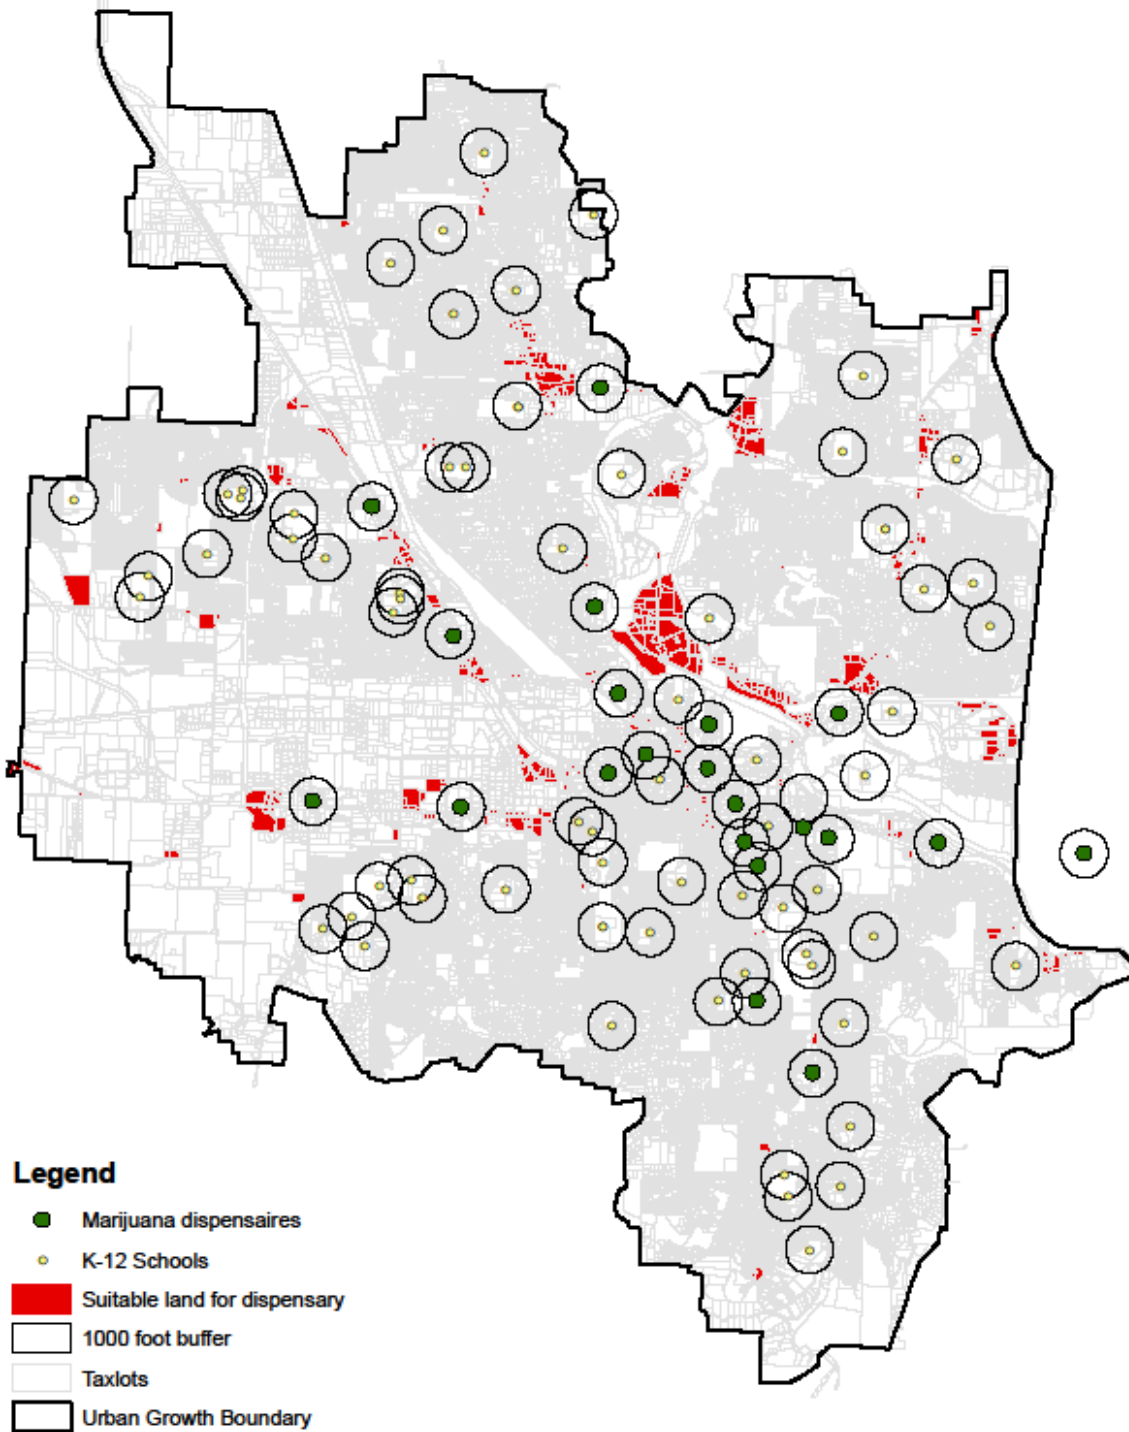 Legend
Marijuana dispensaires
K-12 Schools
Suitable land for dispensary
1000 foot buffer
Taxlots
Urban Growth Boundary